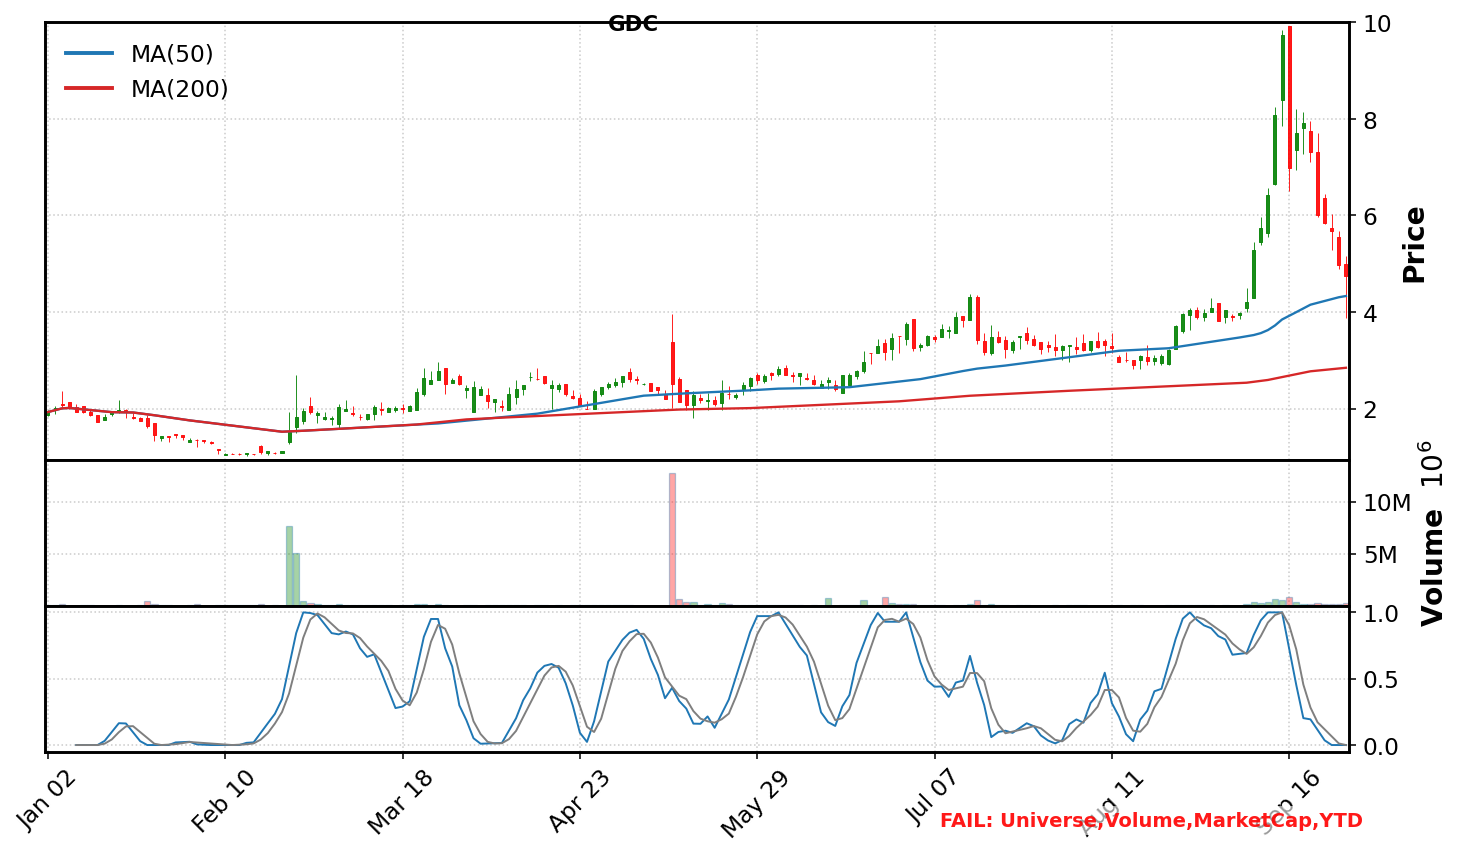 GDC
MA(50)
MA(200)
10
8
6
4
2
Price
10M
5M
Volume 10^6
1.0
0.5
0.0
Jan 02
Feb 10
Mar 18
Apr 23
May 29
Jul 07
Aug 11
Sep 16
FAIL: Universe,Volume,MarketCap,YTD